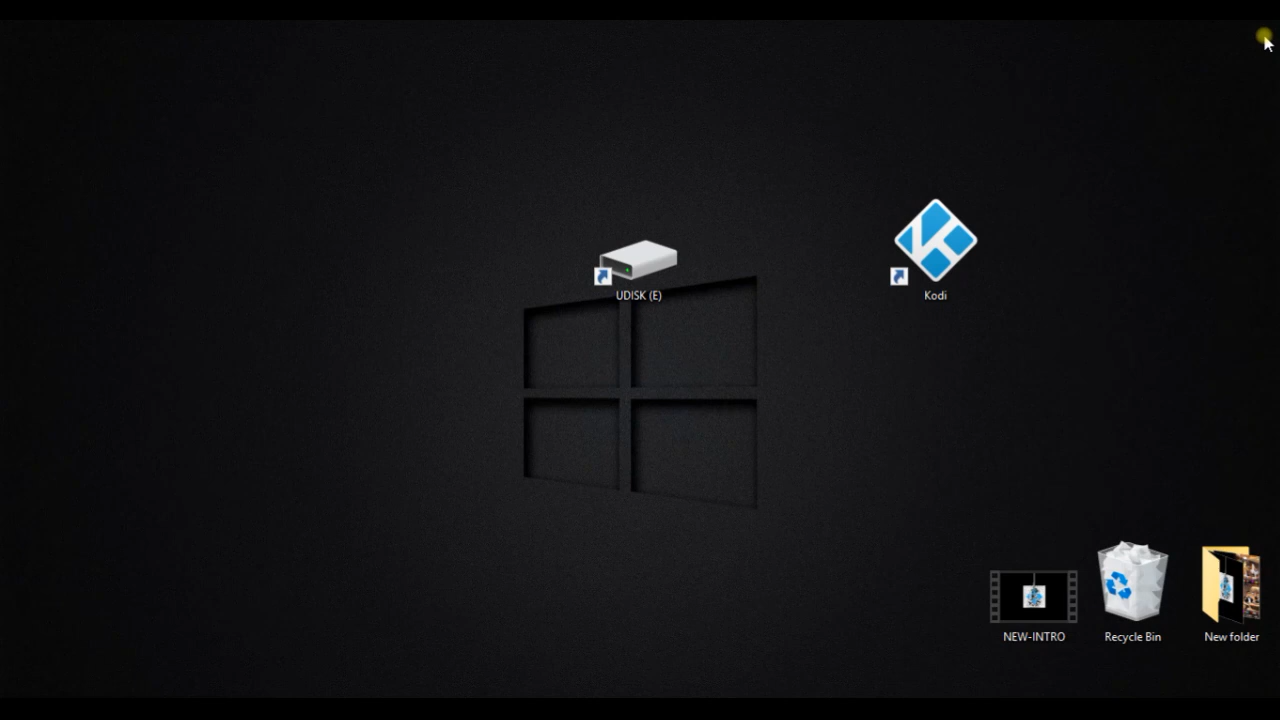 UDISK (E)
Kodi
NEW-INTRO
Recycle Bin
New folder